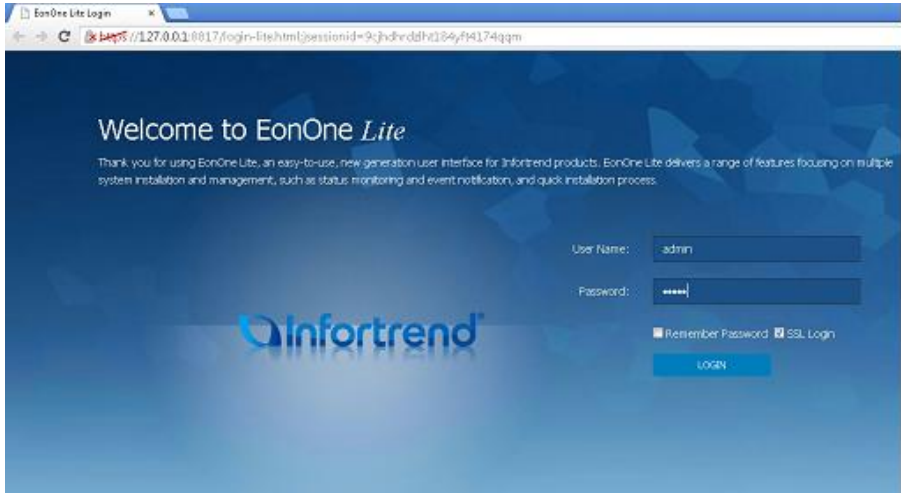 EonOne Lite Login
https://127.0.0.1:8817/login-lite.html;jsessionid=
Welcome to EonOne Lite
Thank you for using EonOne Lite, an easy-to-use, new generation user interface for Infortrend products. EonOne Lite delivers a range of features focusing on multiple
system installation and management, such as status monitoring and event notification, and quick installation process.
User Name: admin
Password: •••••
Infortrend
Remember Password SSL Login
LOGIN